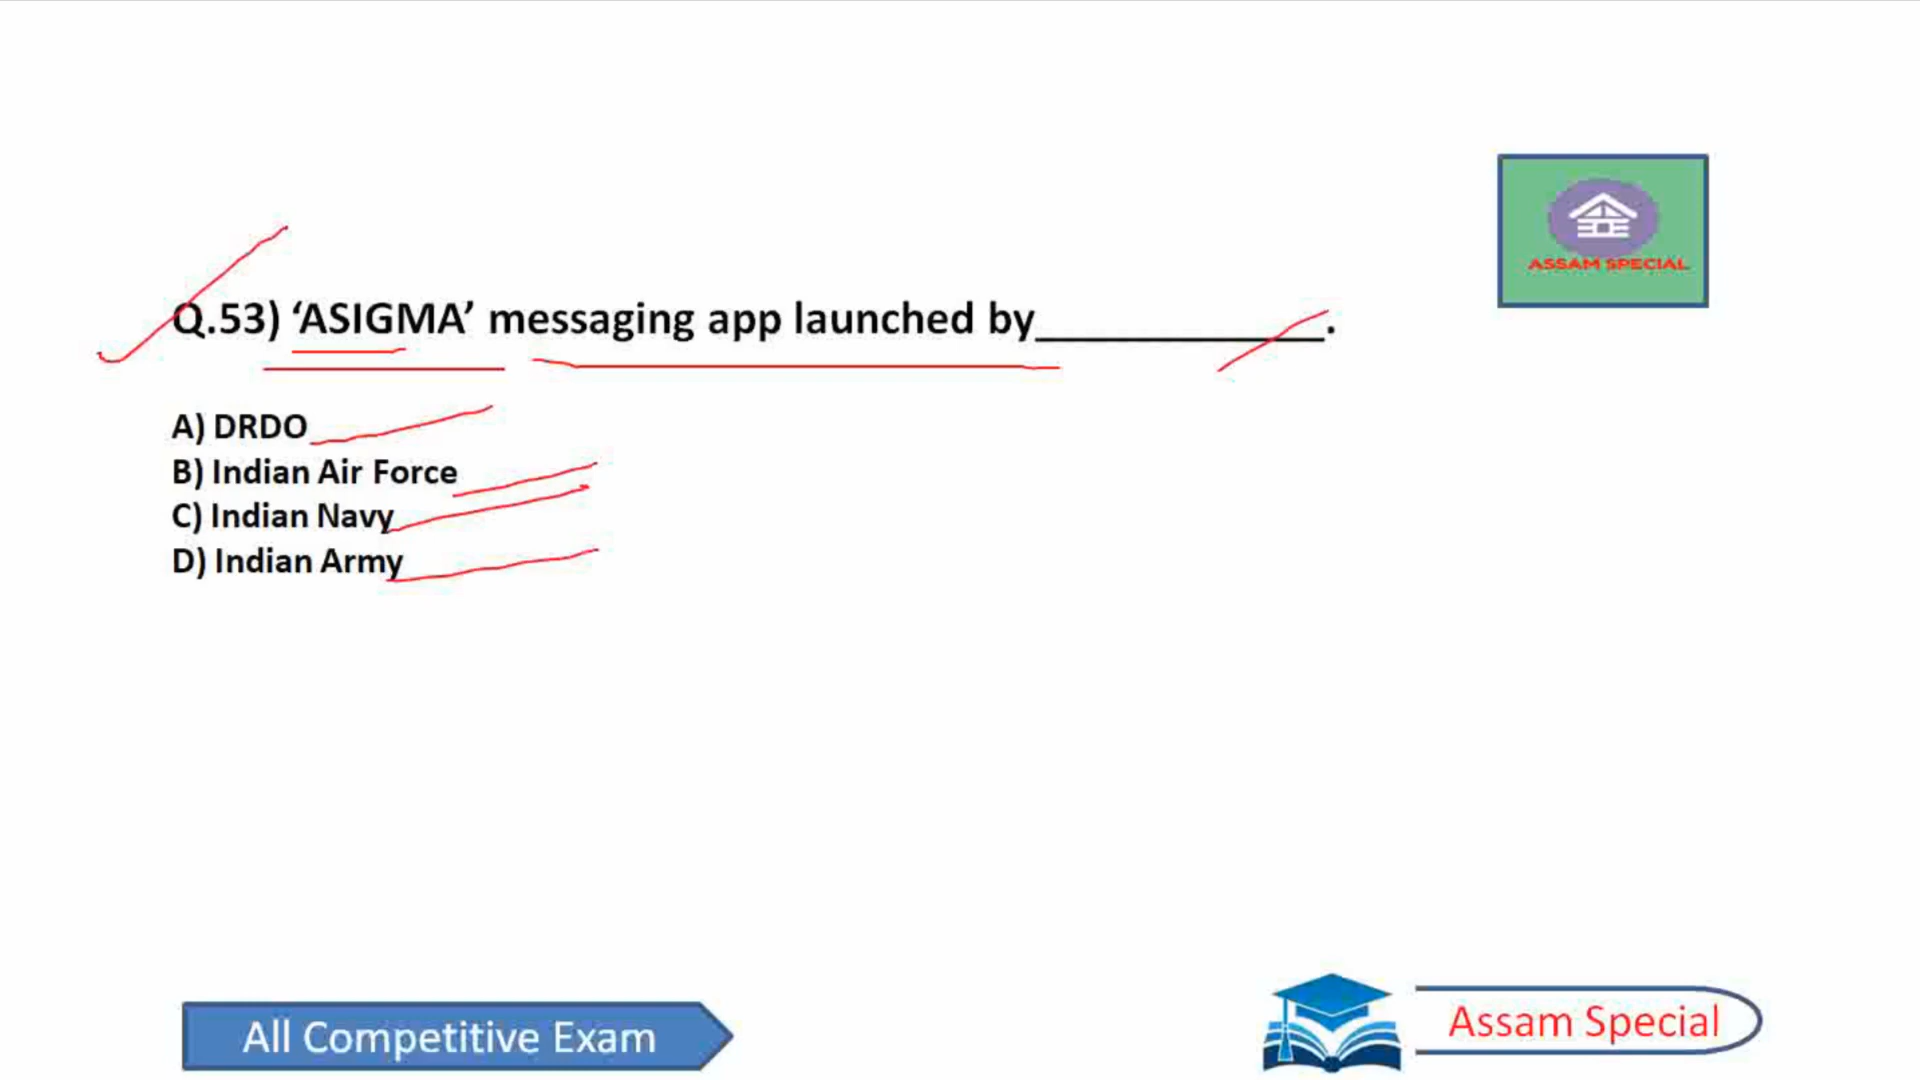 ASSAM SPECIAL
Q.53) ‘ASIGMA’ messaging app launched by_____________.
A) DRDO
B) Indian Air Force
C) Indian Navy
D) Indian Army
All Competitive Exam
Assam Special